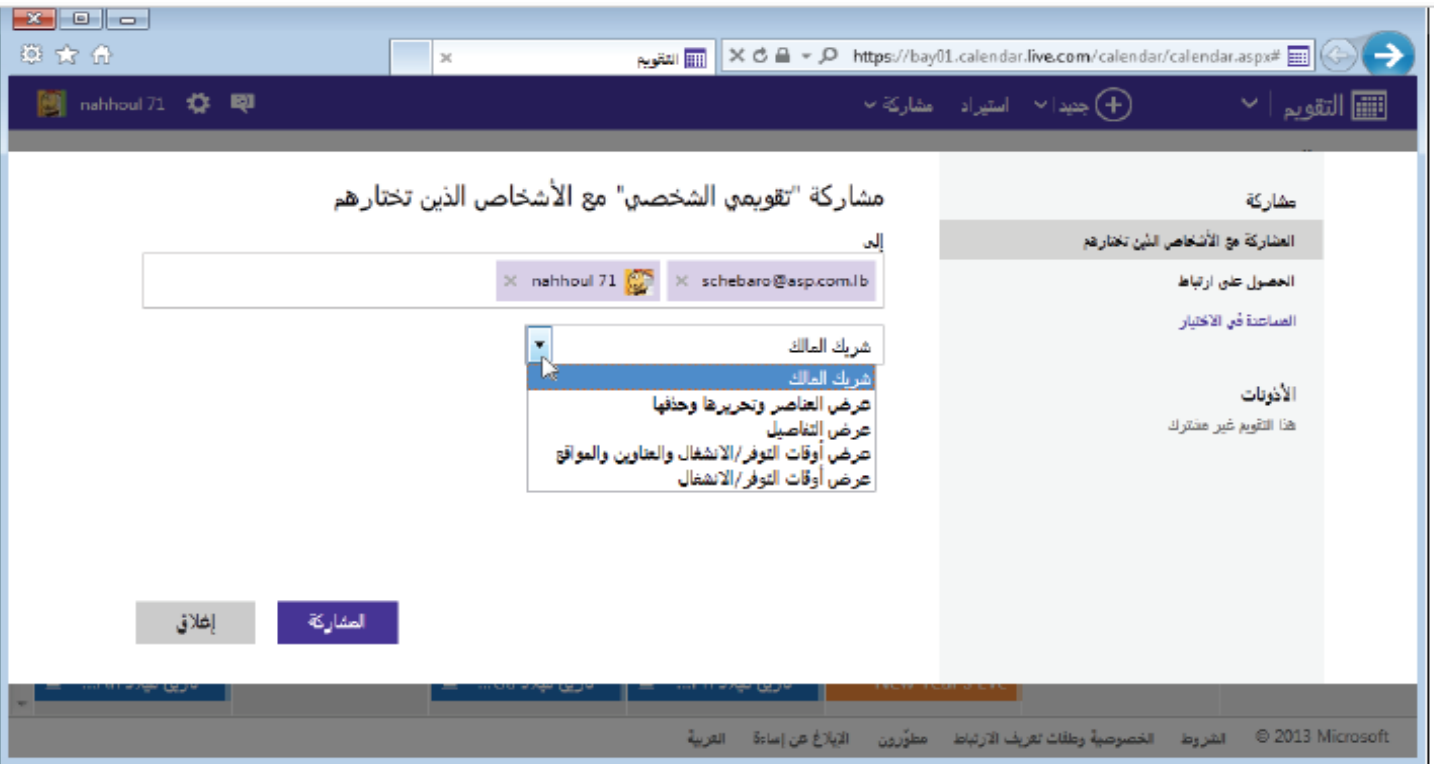 https://bay01.calendar.live.com/calendar/calendar.aspx#
التقويم
التقويم
جديد
استيراد
مشاركة
nahhoul 71
مشاركة
المشاركة مع الأشخاص الذين تختارهم
الحصول على ارتباط
المساعدة في الاختيار
الأذونات
هذا التقويم غير مشترك
مشاركة "تقويمي الشخصي" مع الأشخاص الذين تختارهم
إلى
schebaro@asp.com.lb
nahhoul 71
شريك المالك
شريك المالك
عرض العناصر وتحريرها وحذفها
عرض التفاصيل
عرض أوقات التوفر/الانشغال والعناوين والمواقع
عرض أوقات التوفر/الانشغال
المشاركة
إغلاق
New Year's Eve
© 2013 Microsoft
الشروط
الخصوصية وملفات تعريف الارتباط
مطوّرون
الإبلاغ عن إساءة
العربية